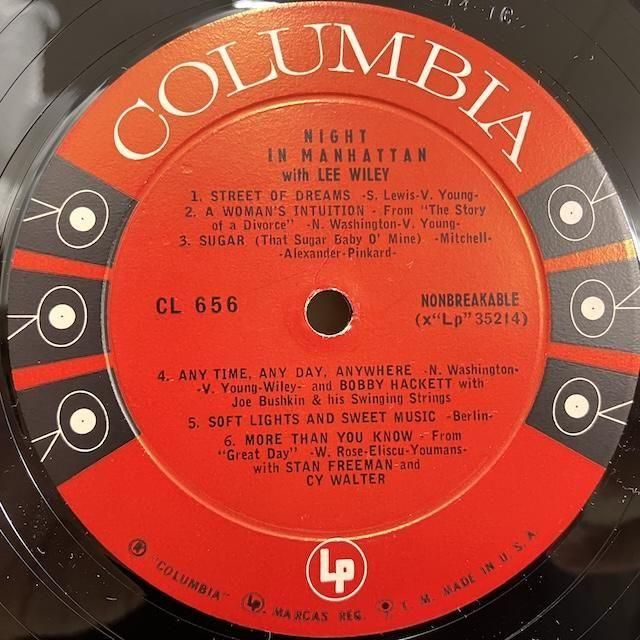 COLUMBIA
NIGHT
IN MANHATTAN
with LEE WILEY
1. STREET OF DREAMS -S. Lewis-V. Young-
2. A WOMAN'S INTUITION - From "The Story
of a Divorce" -N. Washington-V. Young-
3. SUGAR (That Sugar Baby O' Mine) -Mitchell-
-Alexander-Pinkard-
CL 656
NONBREAKABLE
(x"Lp" 35214)
4. ANY TIME, ANY DAY, ANYWHERE -N. Washington-
-V. Young-Wiley- and BOBBY HACKETT with
Joe Bushkin & his Swinging Strings
5. SOFT LIGHTS AND SWEET MUSIC -Berlin-
6. MORE THAN YOU KNOW - From
"Great Day" -W. Rose-Eliscu-Youmans-
with STAN FREEMAN and
CY WALTER
Lp
"COLUMBIA" Lp MARCAS REG. T. M. MADE IN U. S. A.